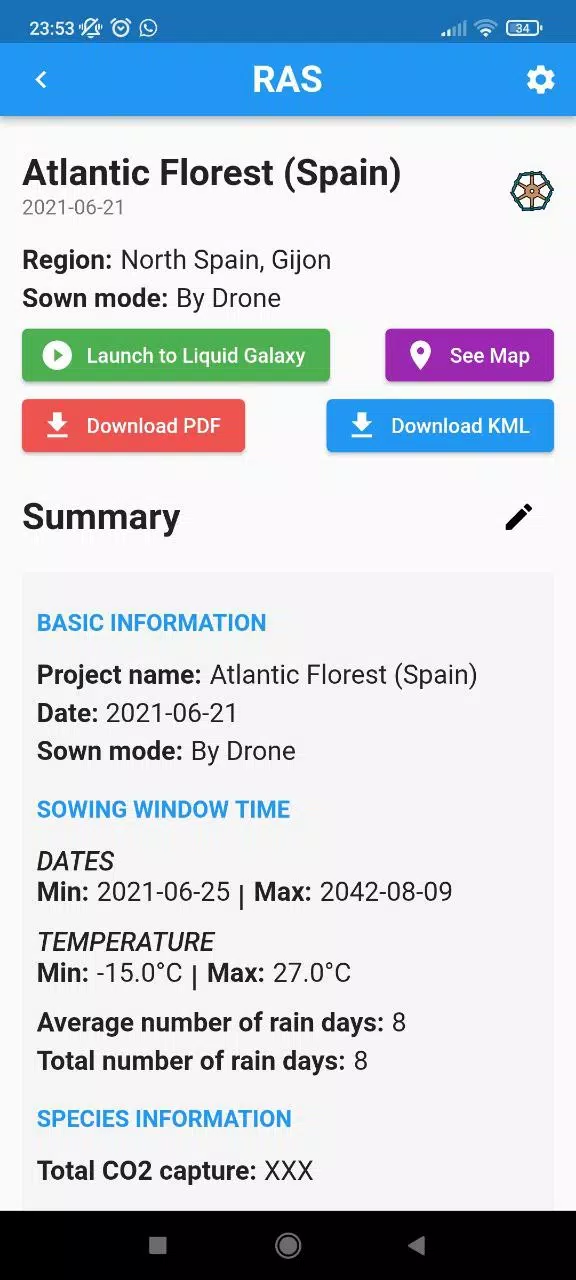 23:53
34
RAS
Atlantic Florest (Spain)
2021-06-21
Region: North Spain, Gijon
Sown mode: By Drone
Launch to Liquid Galaxy
See Map
Download PDF
Download KML
Summary
BASIC INFORMATION
Project name: Atlantic Florest (Spain)
Date: 2021-06-21
Sown mode: By Drone
SOWING WINDOW TIME
DATES
Min: 2021-06-25 | Max: 2042-08-09
TEMPERATURE
Min: -15.0°C | Max: 27.0°C
Average number of rain days: 8
Total number of rain days: 8
SPECIES INFORMATION
Total CO2 capture: XXX